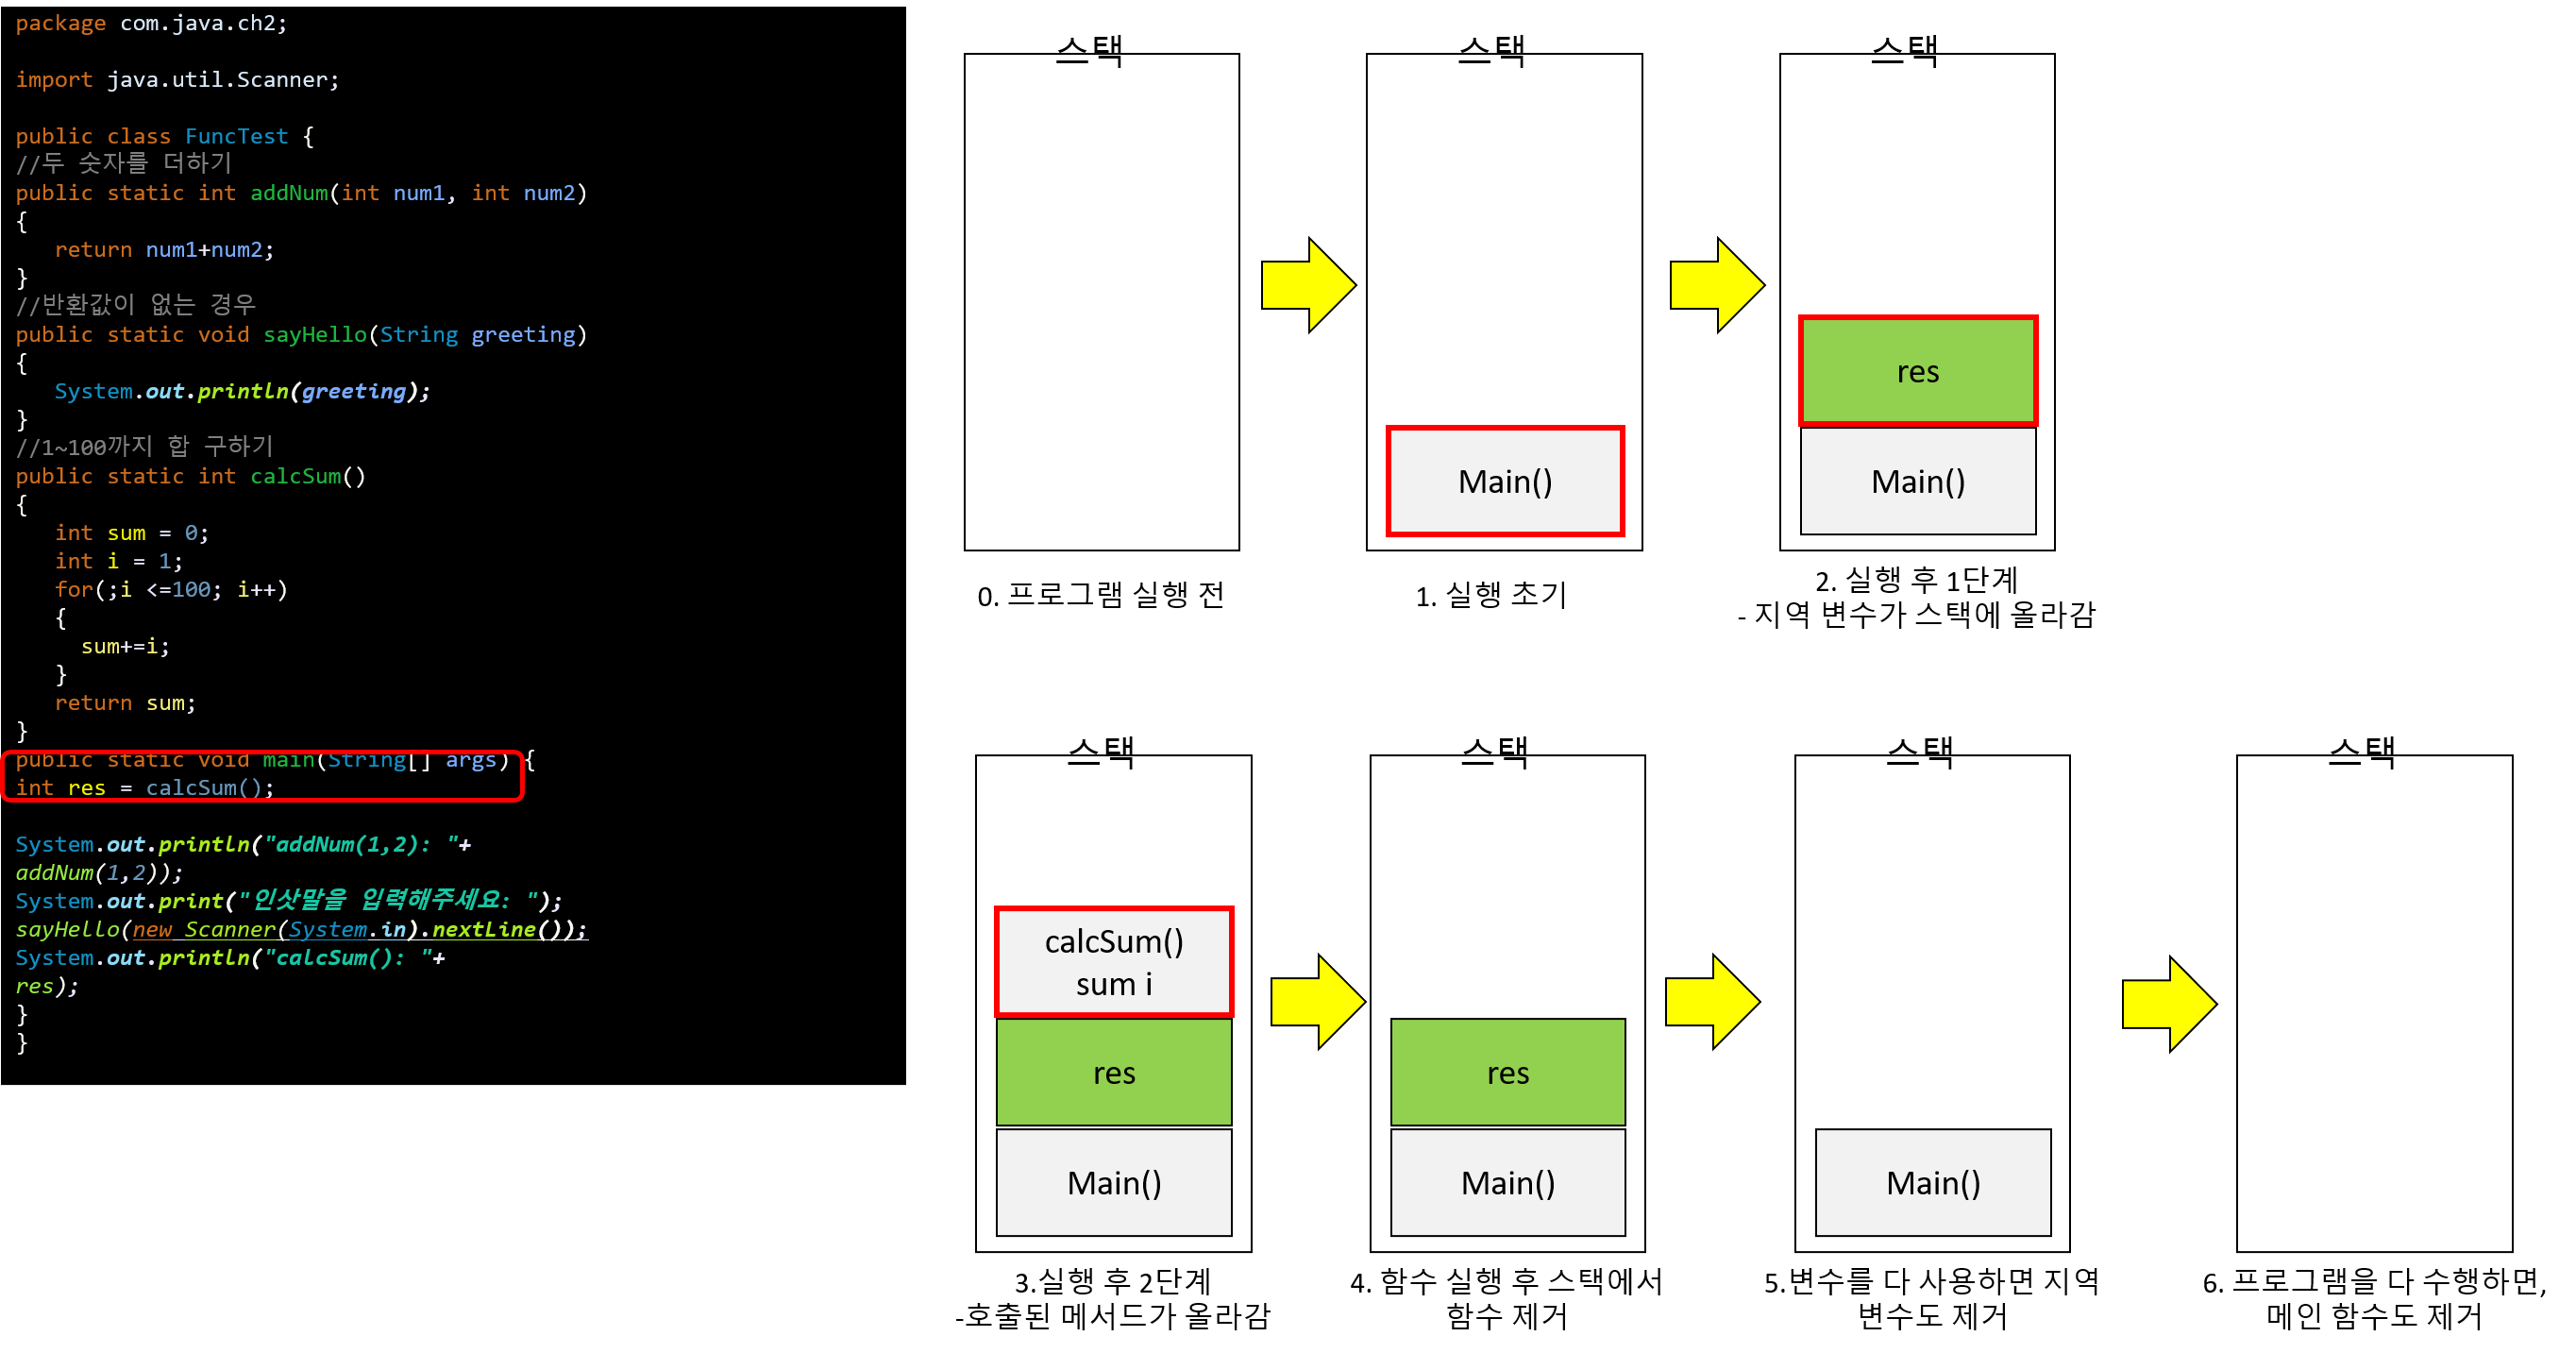 package com.java.ch2;
import java.util.Scanner;
public class FuncTest {
//두 숫자를 더하기
public static int addNum(int num1, int num2)
{
return num1+num2;
}
//반환값이 없는 경우
public static void sayHello(String greeting)
{
System.out.println(greeting);
}
//1~100까지 합 구하기
public static int calcSum()
{
int sum = 0;
int i = 1;
for(;i <=100; i++)
{
sum+=i;
}
return sum;
}
public static void main(String[] args) {
int res = calcSum();
System.out.println("addNum(1,2): "+
addNum(1,2));
System.out.print("인삿말을 입력해주세요: ");
sayHello(new Scanner(System.in).nextLine());
System.out.println("calcSum(): "+
res);
}
}
스택
0. 프로그램 실행 전
스택
Main()
1. 실행 초기
스택
res
Main()
2. 실행 후 1단계
- 지역 변수가 스택에 올라감
스택
calcSum()
sum i
res
Main()
3.실행 후 2단계
-호출된 메서드가 올라감
스택
res
Main()
4. 함수 실행 후 스택에서
함수 제거
스택
Main()
5.변수를 다 사용하면 지역
변수도 제거
스택
6. 프로그램을 다 수행하면,
메인 함수도 제거